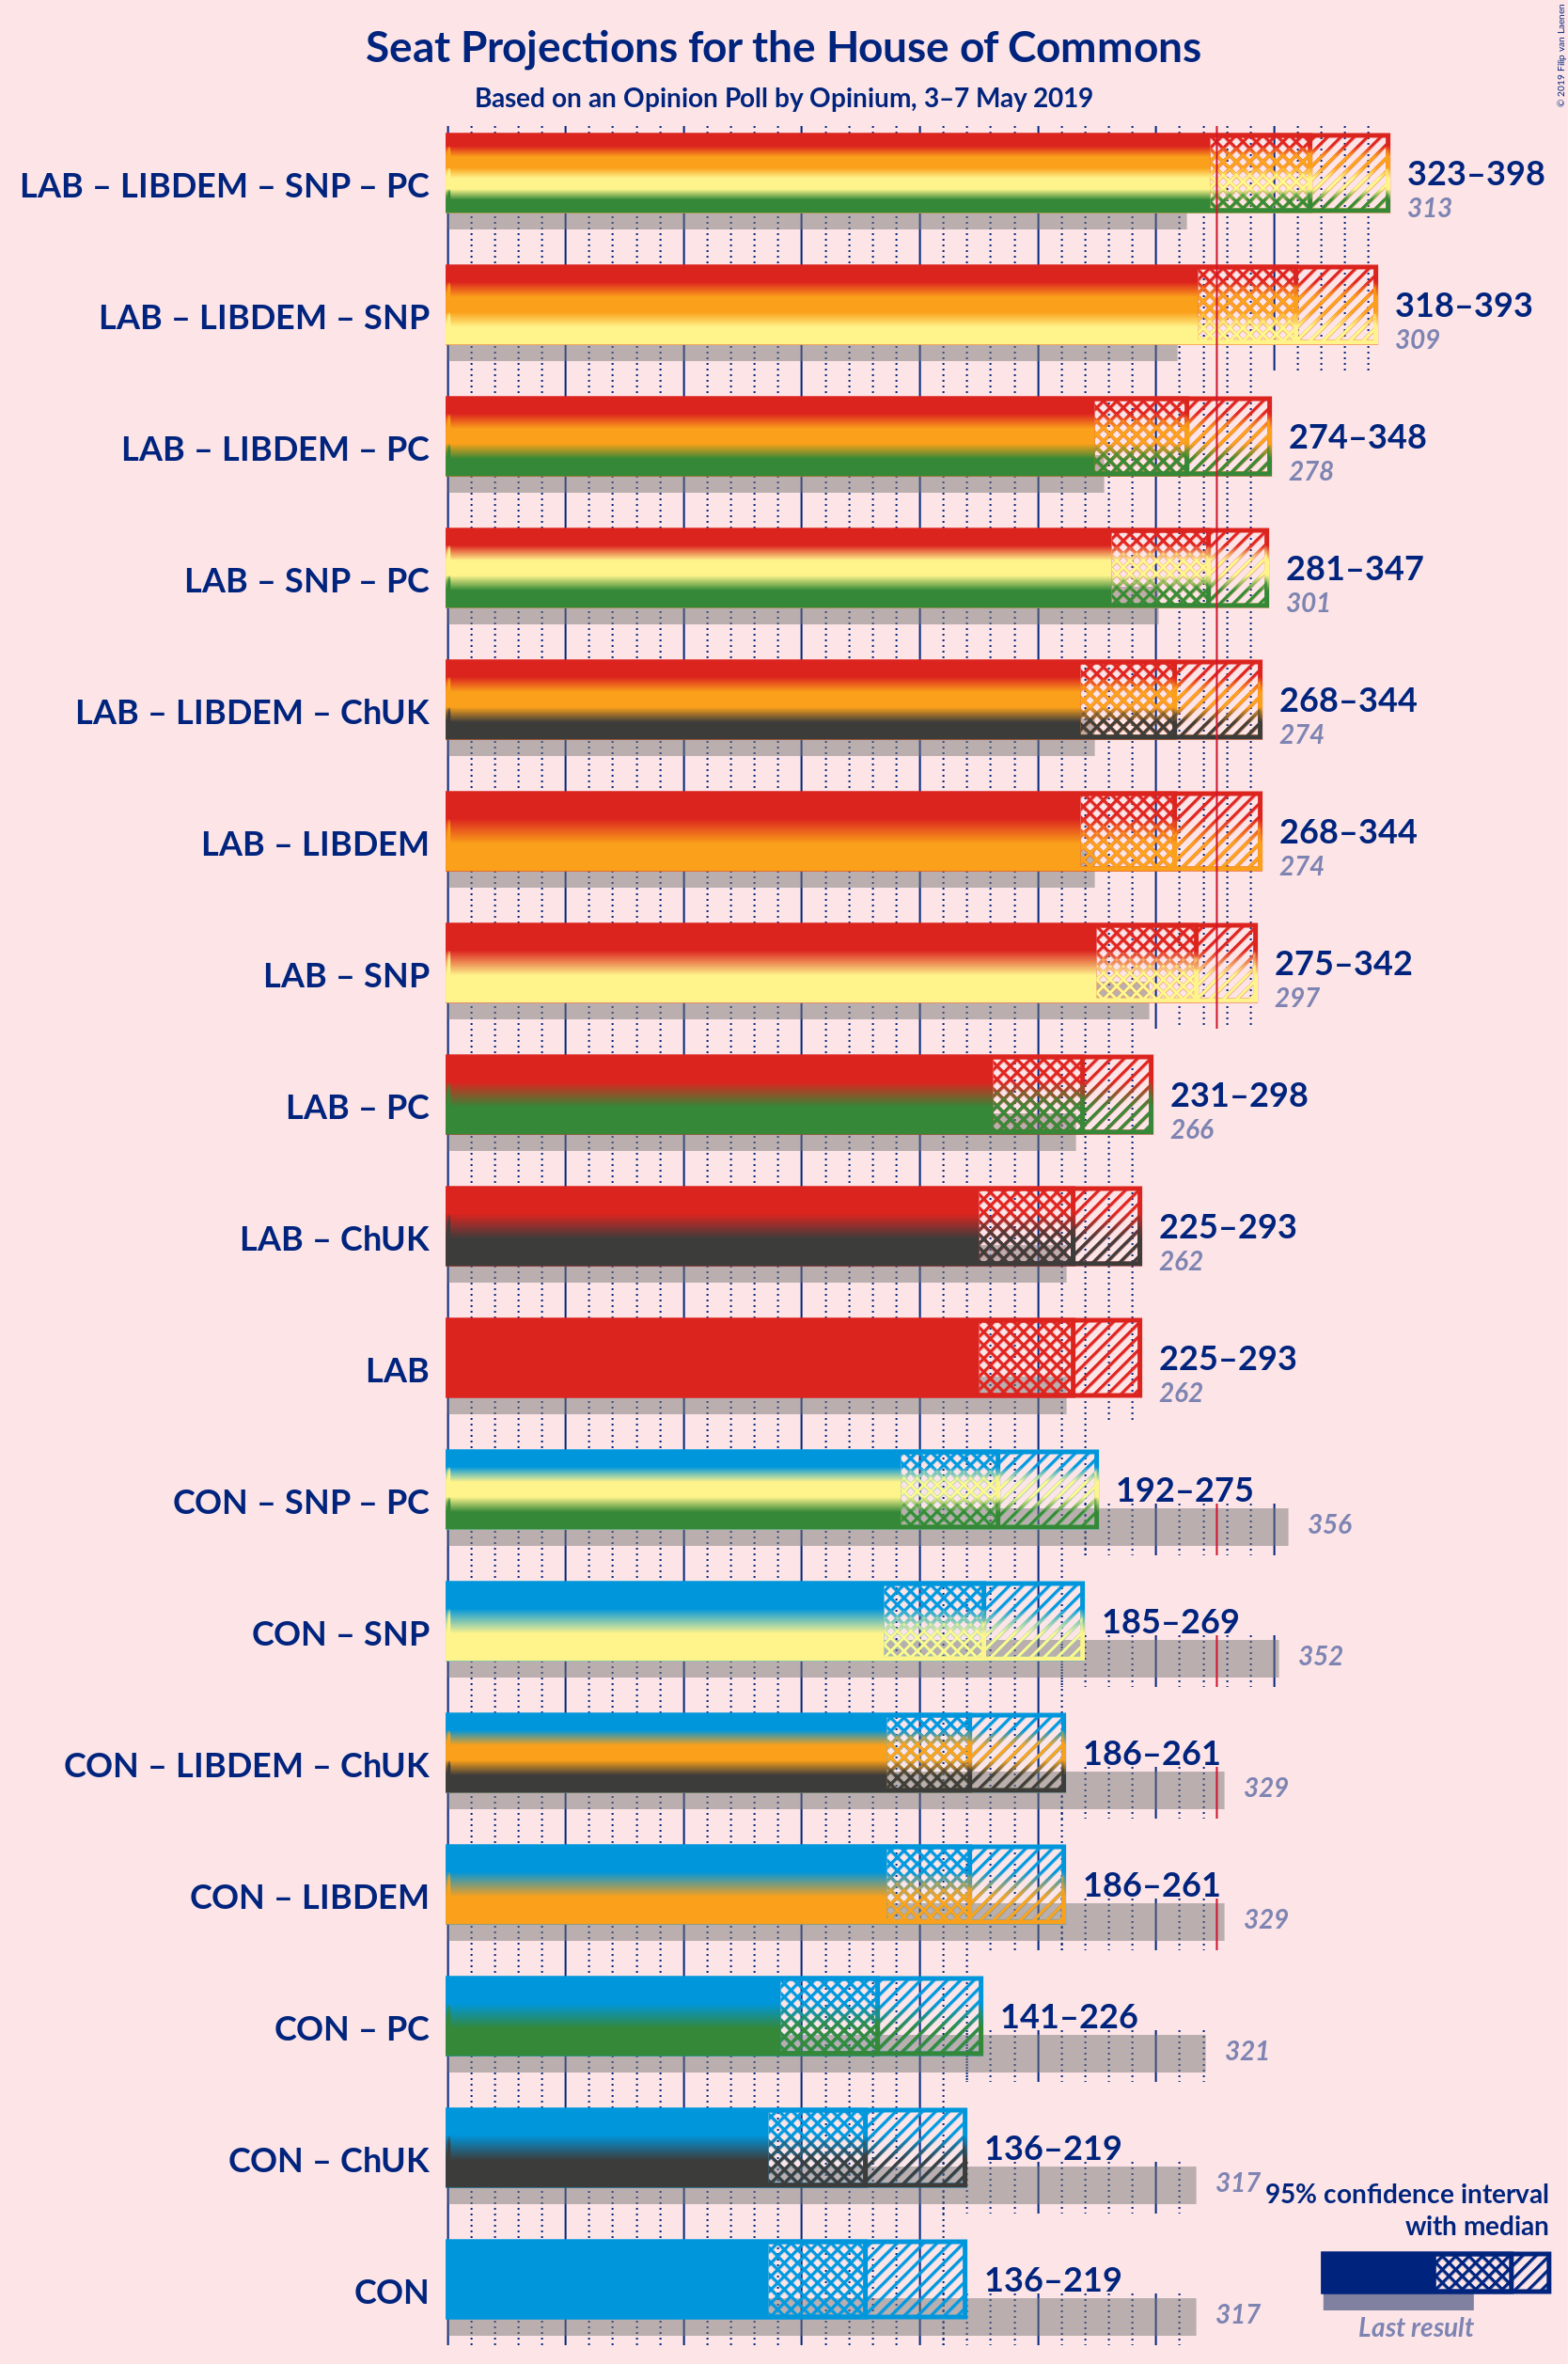 Seat Projections for the House of Commons
Based on an Opinion Poll by Opinium, 3–7 May 2019
© 2019 Filip van Laenen
LAB – LIBDEM – SNP – PC
323–398
313
LAB – LIBDEM – SNP
318–393
309
LAB – LIBDEM – PC
274–348
278
LAB – SNP – PC
281–347
301
LAB – LIBDEM – ChUK
268–344
274
LAB – LIBDEM
268–344
274
LAB – SNP
275–342
297
LAB – PC
231–298
266
LAB – ChUK
225–293
262
LAB
225–293
262
CON – SNP – PC
192–275
356
CON – SNP
185–269
352
CON – LIBDEM – ChUK
186–261
329
CON – LIBDEM
186–261
329
CON – PC
141–226
321
CON – ChUK
136–219
317
CON
136–219
317
95% confidence interval
with median
Last result